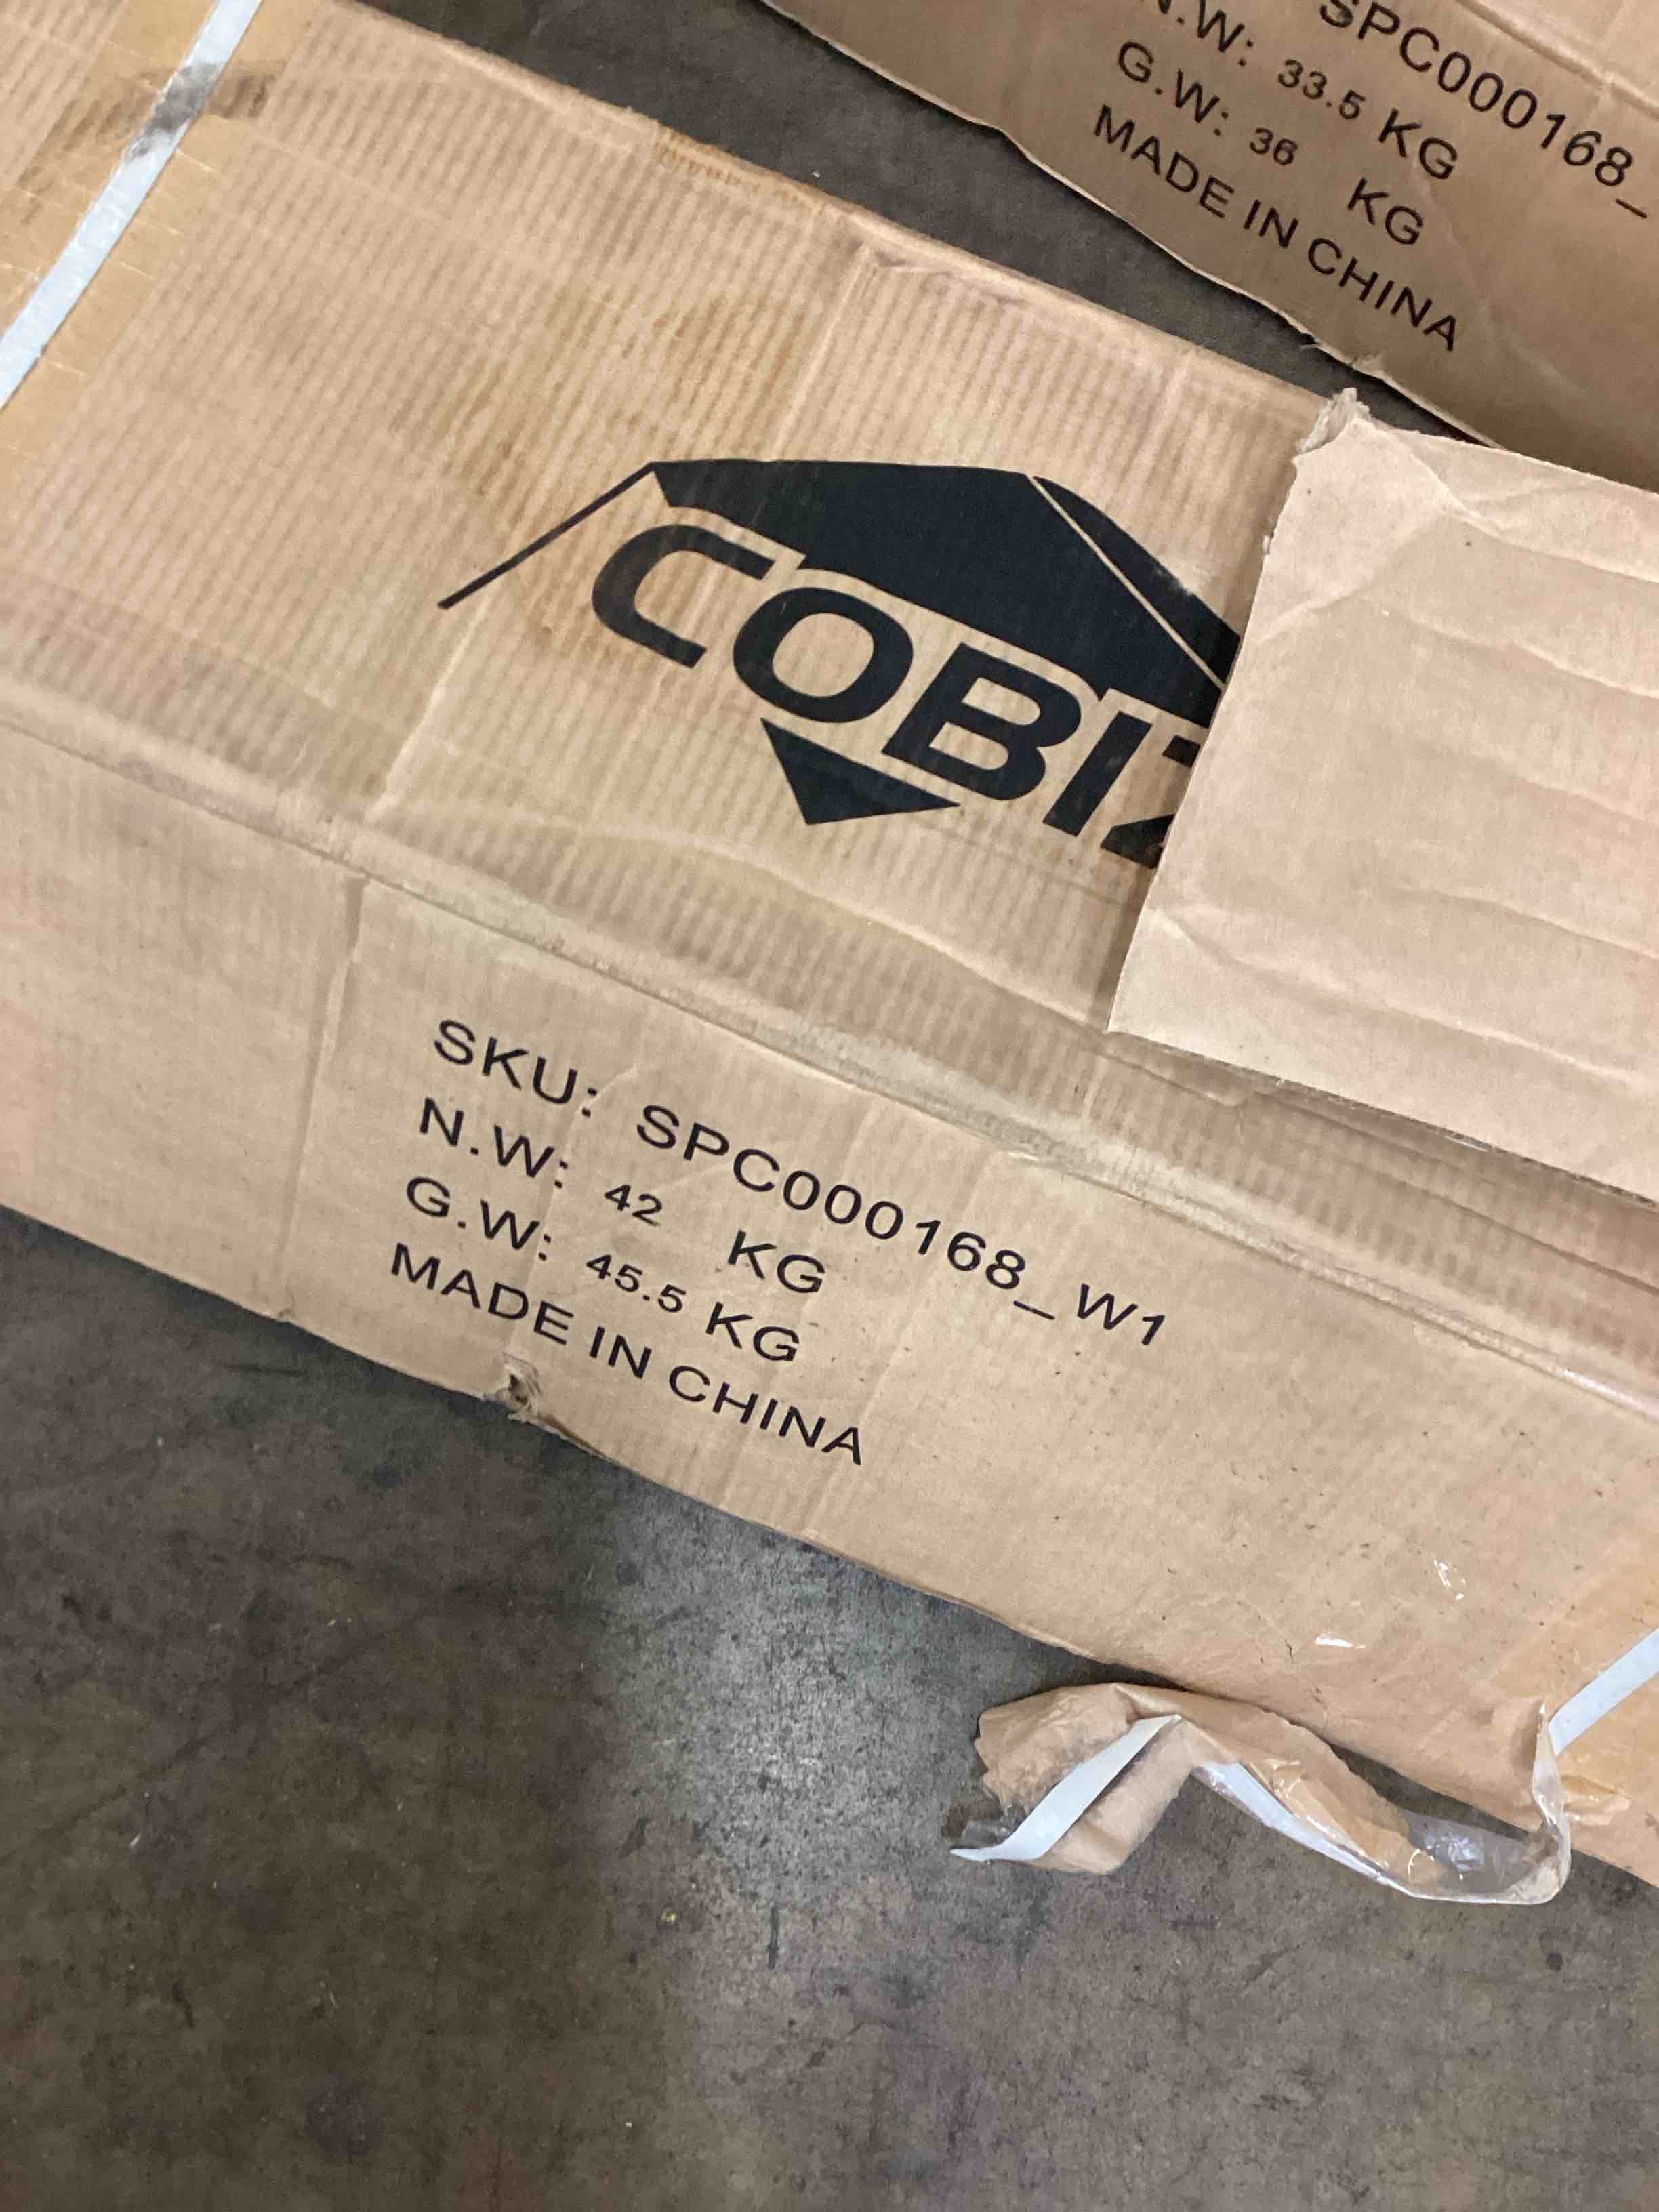 SPC000168_
N.W: 33.5 KG
G.W: 36 KG
MADE IN CHINA
COBIZ
SKU: SPC000168_W1
N.W: 42 KG
G.W: 45.5 KG
MADE IN CHINA